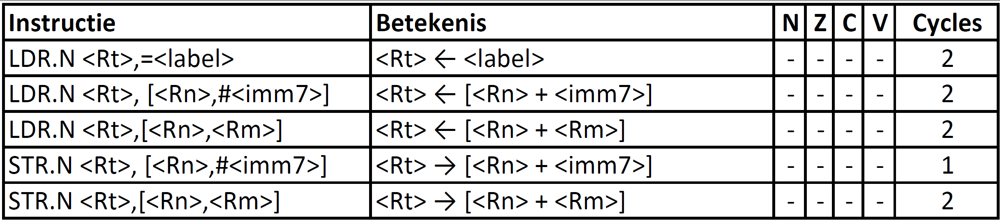 Instructie Betekenis N Z C V Cycles
LDR.N <Rt>,=<label> <Rt> ← <label> - - - - 2
LDR.N <Rt>, [<Rn>,#<imm7>] <Rt> ← [<Rn> + <imm7>] - - - - 2
LDR.N <Rt>,[<Rn>,<Rm>] <Rt> ← [<Rn> + <Rm>] - - - - 2
STR.N <Rt>, [<Rn>,#<imm7>] <Rt> → [<Rn> + <imm7>] - - - - 1
STR.N <Rt>,[<Rn>,<Rm>] <Rt> → [<Rn> + <Rm>] - - - - 2